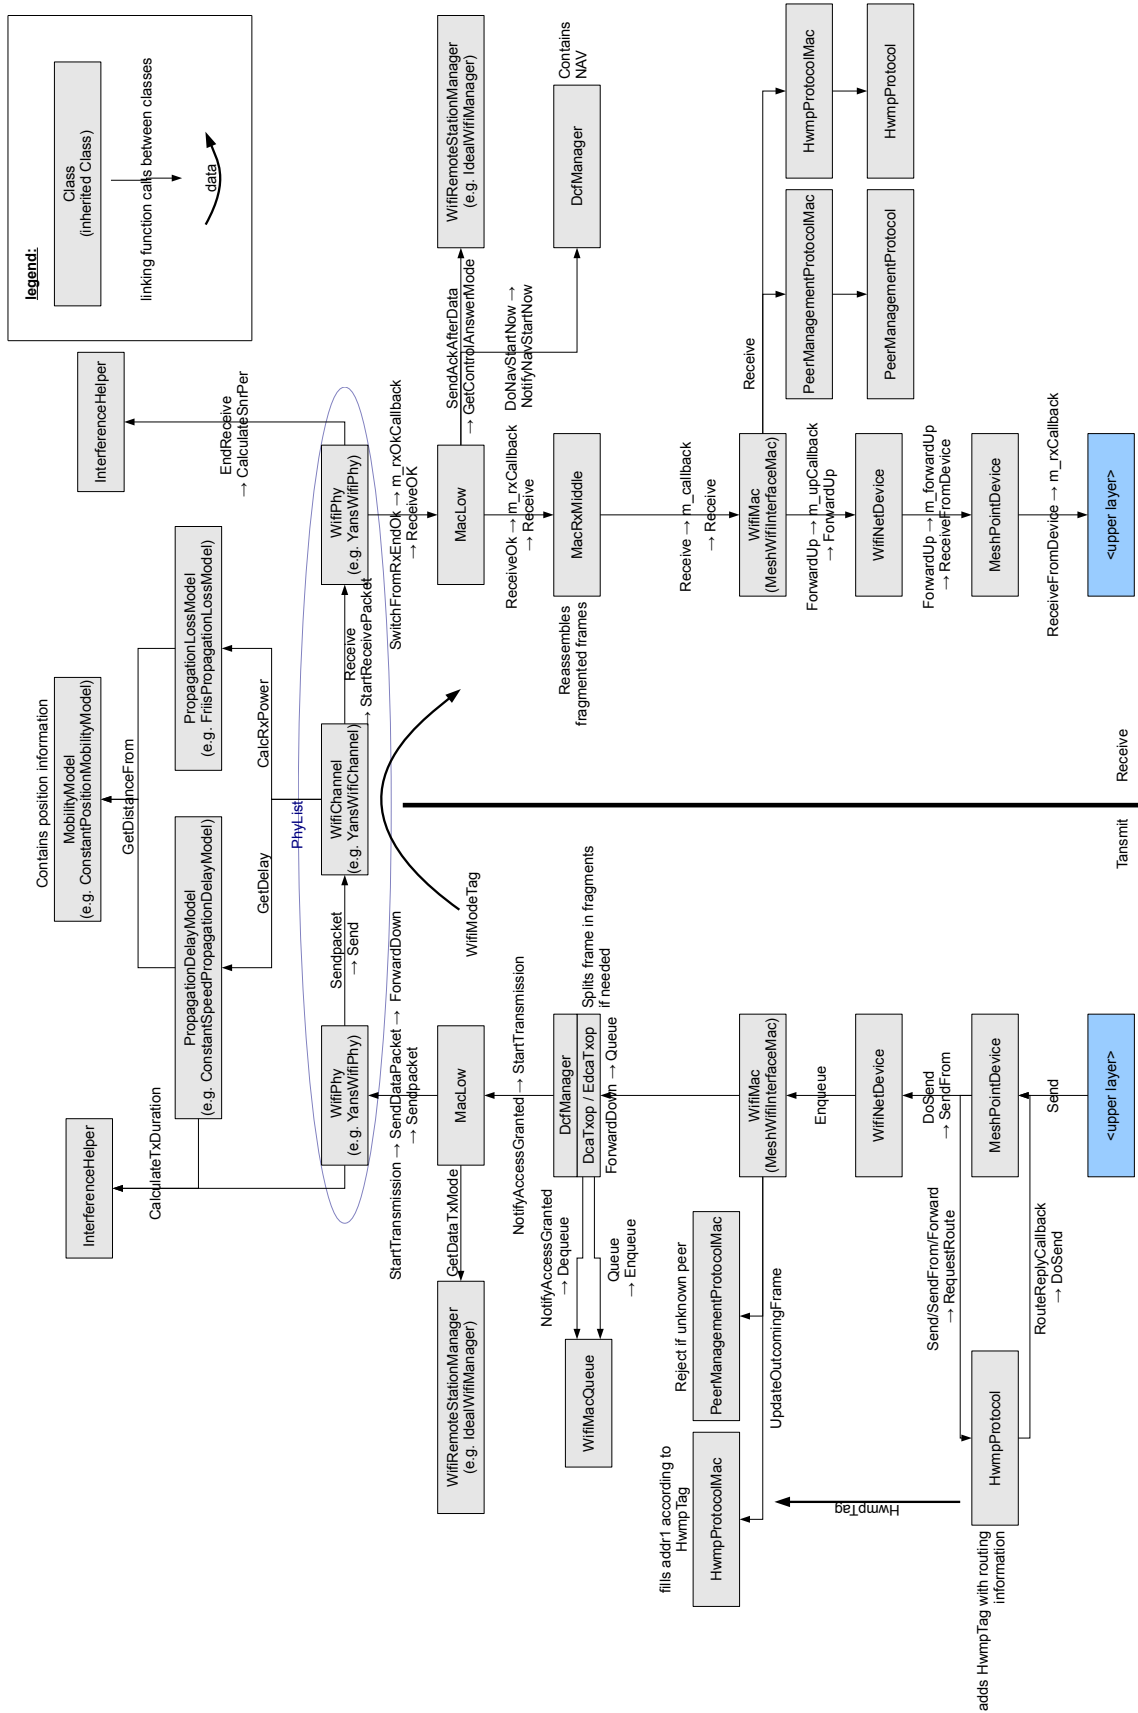 legend:
Class
(inherited Class)
linking function calls between classes
data
Contains position information
MobilityModel
(e.g. ConstantPositionMobilityModel)
GetDistanceFrom
InterferenceHelper
CalculateTxDuration
PropagationDelayModel
(e.g. ConstantSpeedPropagationDelayModel)
PropagationLossModel
(e.g. FriisPropagationLossModel)
InterferenceHelper
EndReceive
→ CalculateSnrPer
GetDelay
CalcRxPower
PhyList
WifiPhy
(e.g. YansWifiPhy)
Sendpacket
→ Send
WifiChannel
(e.g. YansWifiChannel)
Receive
→ StartReceivePacket
WifiPhy
(e.g. YansWifiPhy)
StartTransmission → SendDataPacket → ForwardDown
→ Sendpacket
SwitchFromRxEndOk → m_rxOkCallback
→ ReceiveOK
WifiRemoteStationManager
(e.g. IdealWifiManager)
GetDataTxMode
MacLow
WifiModeTag
MacLow
SendAckAfterData
→ GetControlAnswerMode
WifiRemoteStationManager
(e.g. IdealWifiManager)
DoNavStartNow →
NotifyNavStartNow
NotifyAccessGranted → StartTransmission
ReceiveOk → m_rxCallback
→ Receive
NotifyAccessGranted
→ Dequeue
DcfManager
DcaTxop / EdcaTxop
Splits frame in fragments
if needed
Reassembles
fragmented frames
MacRxMiddle
DcfManager
Contains
NAV
WifiMacQueue
Queue
→ Enqueue
ForwardDown → Queue
Receive → m_callback
→ Receive
fills addr1 according to
HwmpTag
HwmpProtocolMac
Reject if unknown peer
PeerManagementProtocolMac
UpdateOutcomingFrame
WifiMac
(MeshWifiInterfaceMac)
WifiMac
(MeshWifiInterfaceMac)
Receive
PeerManagementProtocolMac
HwmpProtocolMac
HwmpTag
Enqueue
ForwardUp → m_upCallback
→ ForwardUp
WifiNetDevice
WifiNetDevice
PeerManagementProtocol
HwmpProtocol
Send/SendFrom/Forward
→ RequestRoute
DoSend
→ SendFrom
ForwardUp → m_forwardUp
→ ReceiveFromDevice
HwmpProtocol
adds HwmpTag with routing
information
MeshPointDevice
MeshPointDevice
RouteReplyCallback
→ DoSend
Send
ReceiveFromDevice → m_rxCallback
<upper layer>
<upper layer>
Tansmit
Receive